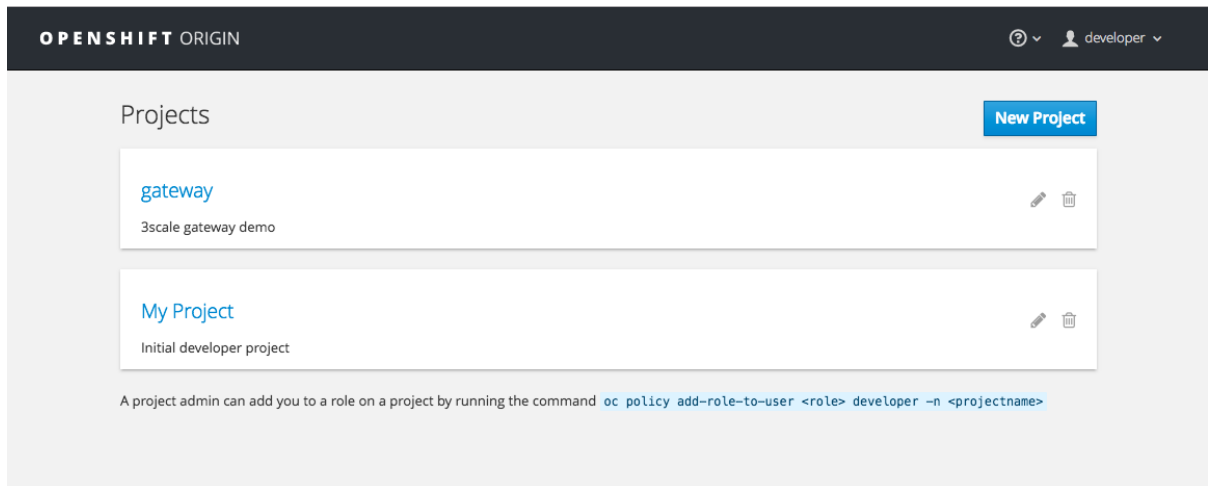 OPENSHIFT ORIGIN
developer
Projects
New Project
gateway
3scale gateway demo
My Project
Initial developer project
A project admin can add you to a role on a project by running the command oc policy add-role-to-user <role> developer -n <projectname>